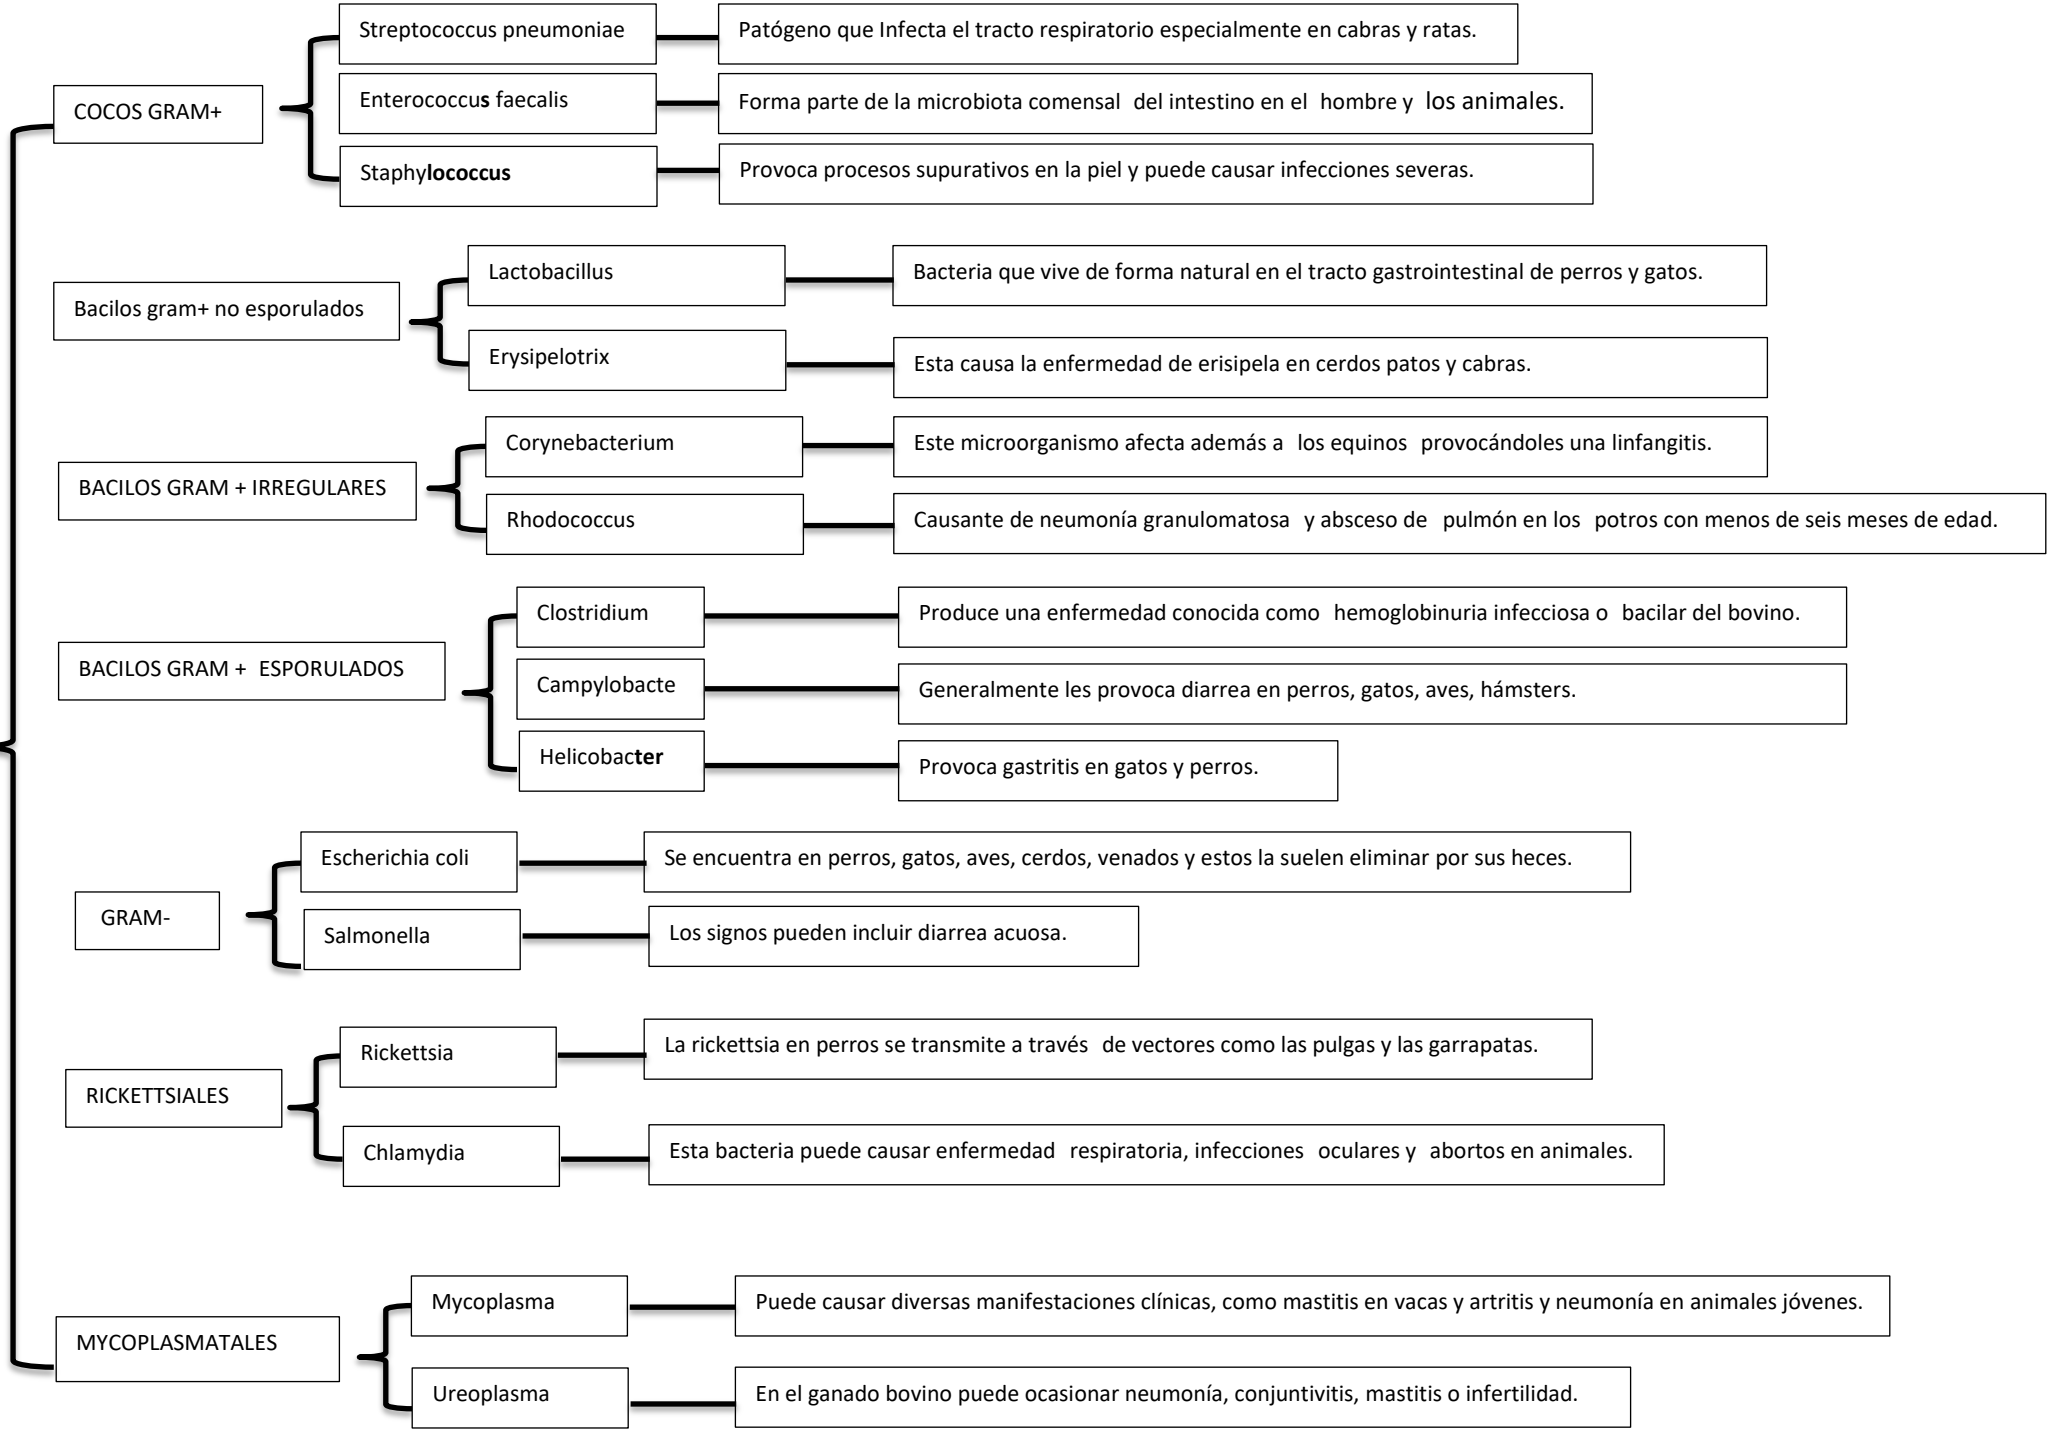 Streptococcus pneumoniae
Patógeno que Infecta el tracto respiratorio especialmente en cabras y ratas.
COCOS GRAM+
Enterococcus faecalis
Forma parte de la microbiota comensal del intestino en el hombre y los animales.
Staphylococcus
Provoca procesos supurativos en la piel y puede causar infecciones severas.
Bacilos gram+ no esporulados
Lactobacillus
Bacteria que vive de forma natural en el tracto gastrointestinal de perros y gatos.
Erysipelotrix
Esta causa la enfermedad de erisipela en cerdos patos y cabras.
BACILOS GRAM + IRREGULARES
Corynebacterium
Este microorganismo afecta además a los equinos provocándoles una linfangitis.
Rhodococcus
Causante de neumonía granulomatosa y absceso de pulmón en los potros con menos de seis meses de edad.
BACILOS GRAM + ESPORULADOS
Clostridium
Produce una enfermedad conocida como hemoglobinuria infecciosa o bacilar del bovino.
Campylobacte
Generalmente les provoca diarrea en perros, gatos, aves, hámsters.
Helicobacter
Provoca gastritis en gatos y perros.
GRAM-
Escherichia coli
Se encuentra en perros, gatos, aves, cerdos, venados y estos la suelen eliminar por sus heces.
Salmonella
Los signos pueden incluir diarrea acuosa.
RICKETTSIALES
Rickettsia
La rickettsia en perros se transmite a través de vectores como las pulgas y las garrapatas.
Chlamydia
Esta bacteria puede causar enfermedad respiratoria, infecciones oculares y abortos en animales.
MYCOPLASMATALES
Mycoplasma
Puede causar diversas manifestaciones clínicas, como mastitis en vacas y artritis y neumonía en animales jóvenes.
Ureoplasma
En el ganado bovino puede ocasionar neumonía, conjuntivitis, mastitis o infertilidad.